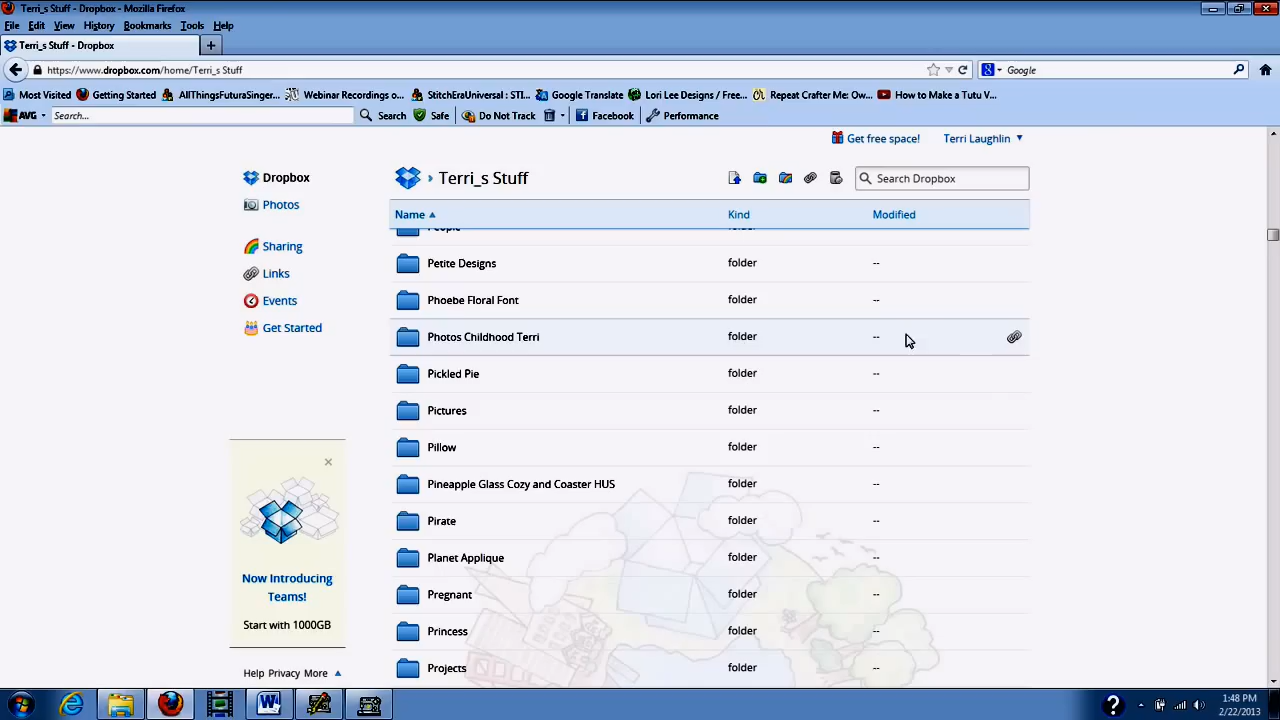 Terri_s Stuff - Dropbox - Mozilla Firefox
File Edit View History Bookmarks Tools Help
Terri_s Stuff - Dropbox
https://www.dropbox.com/home/Terri_s Stuff
Google
Most Visited Getting Started AllThingsFuturaSinger... Webinar Recordings o... StitchEraUniversal : STI... Google Translate Lori Lee Designs / Free... Repeat Crafter Me: Ow... How to Make a Tutu V...
AVG Search... Search Safe Do Not Track Facebook Performance
Get free space! Terri Laughlin
Dropbox
Photos
Sharing
Links
Events
Get Started
› Terri_s Stuff
Search Dropbox
Name Kind Modified
People folder --
Petite Designs folder --
Phoebe Floral Font folder --
Photos Childhood Terri folder --
Pickled Pie folder --
Pictures folder --
Pillow folder --
Pineapple Glass Cozy and Coaster HUS folder --
Pirate folder --
Planet Applique folder --
Pregnant folder --
Princess folder --
Projects folder --
Now Introducing
Teams!
Start with 1000GB
Help Privacy More
1:48 PM
2/22/2013